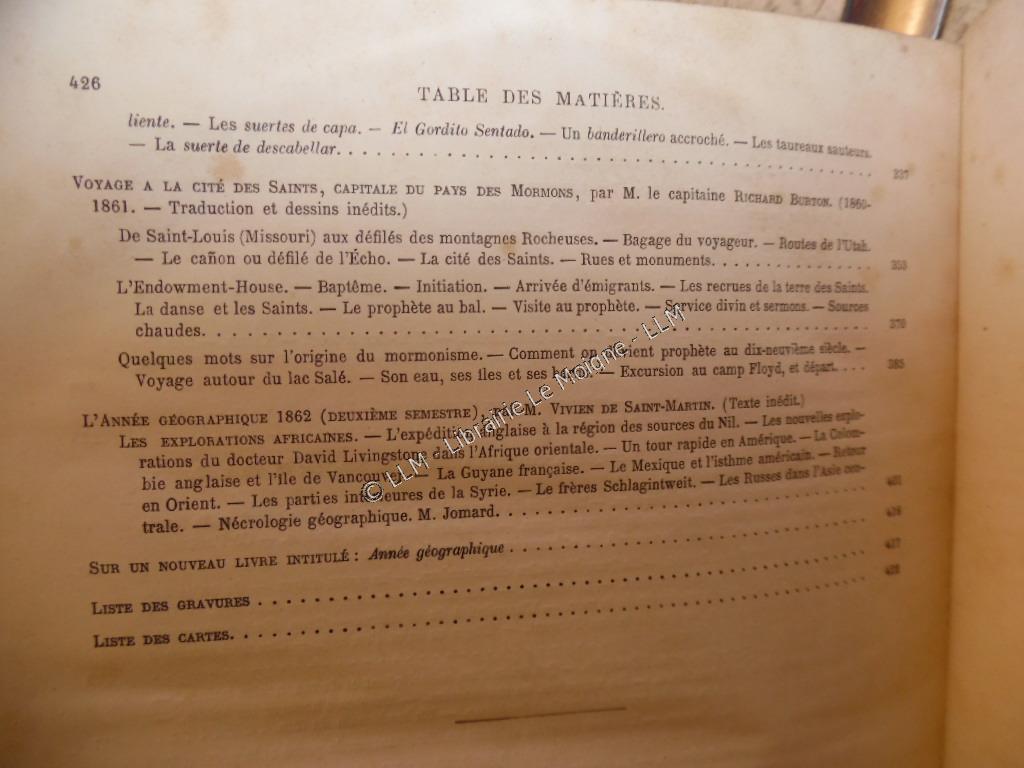 426
TABLE DES MATIÈRES.
liente. — Les suertes de capa. — El Gordito Sentado. — Un banderillero accroché. — Les taureaux sauteurs.
— La suerte de descabellar. 337
VOYAGE A LA CITÉ DES SAINTS, CAPITALE DU PAYS DES MORMONS, par M. le capitaine RICHARD BURTON. (1860-
1861. — Traduction et dessins inédits.)
De Saint-Louis (Missouri) aux défilés des montagnes Rocheuses. — Bagage du voyageur. — Routes de l'Utah.
— Le cañon ou défilé de l'Écho. — La cité des Saints. — Rues et monuments. 353
L'Endowment-House. — Baptême. — Initiation. — Arrivée d'émigrants. — Les recrues de la terre des Saints.
La danse et les Saints. — Le prophète au bal. — Visite au prophète. — Service divin et sermons. — Sources
chaudes. 370
Quelques mots sur l'origine du mormonisme. — Comment on devient prophète au dix-neuvième siècle. —
Voyage autour du lac Salé. — Son eau, ses îles et ses bords. — Excursion au camp Floyd, et départ. 385
L'ANNÉE GÉOGRAPHIQUE 1862 (DEUXIÈME SEMESTRE), par M. VIVIEN DE SAINT-MARTIN. (Texte inédit.)
LES EXPLORATIONS AFRICAINES. — L'expédition anglaise à la région des sources du Nil. — Les nouvelles explo-
rations du docteur David Livingstone dans l'Afrique orientale. — Un tour rapide en Amérique. — La Colom-
bie anglaise et l'île de Vancouver. — La Guyane française. — Le Mexique et l'isthme américain. — Retour
en Orient. — Les parties intérieures de la Syrie. — Le frères Schlagintweit. — Les Russes dans l'Asie cen-
trale. — Nécrologie géographique. M. Jomard. 401
SUR UN NOUVEAU LIVRE INTITULÉ : Année géographique
LISTE DES GRAVURES
LISTE DES CARTES.
© LLM - Librairie Le Moigne - LLM